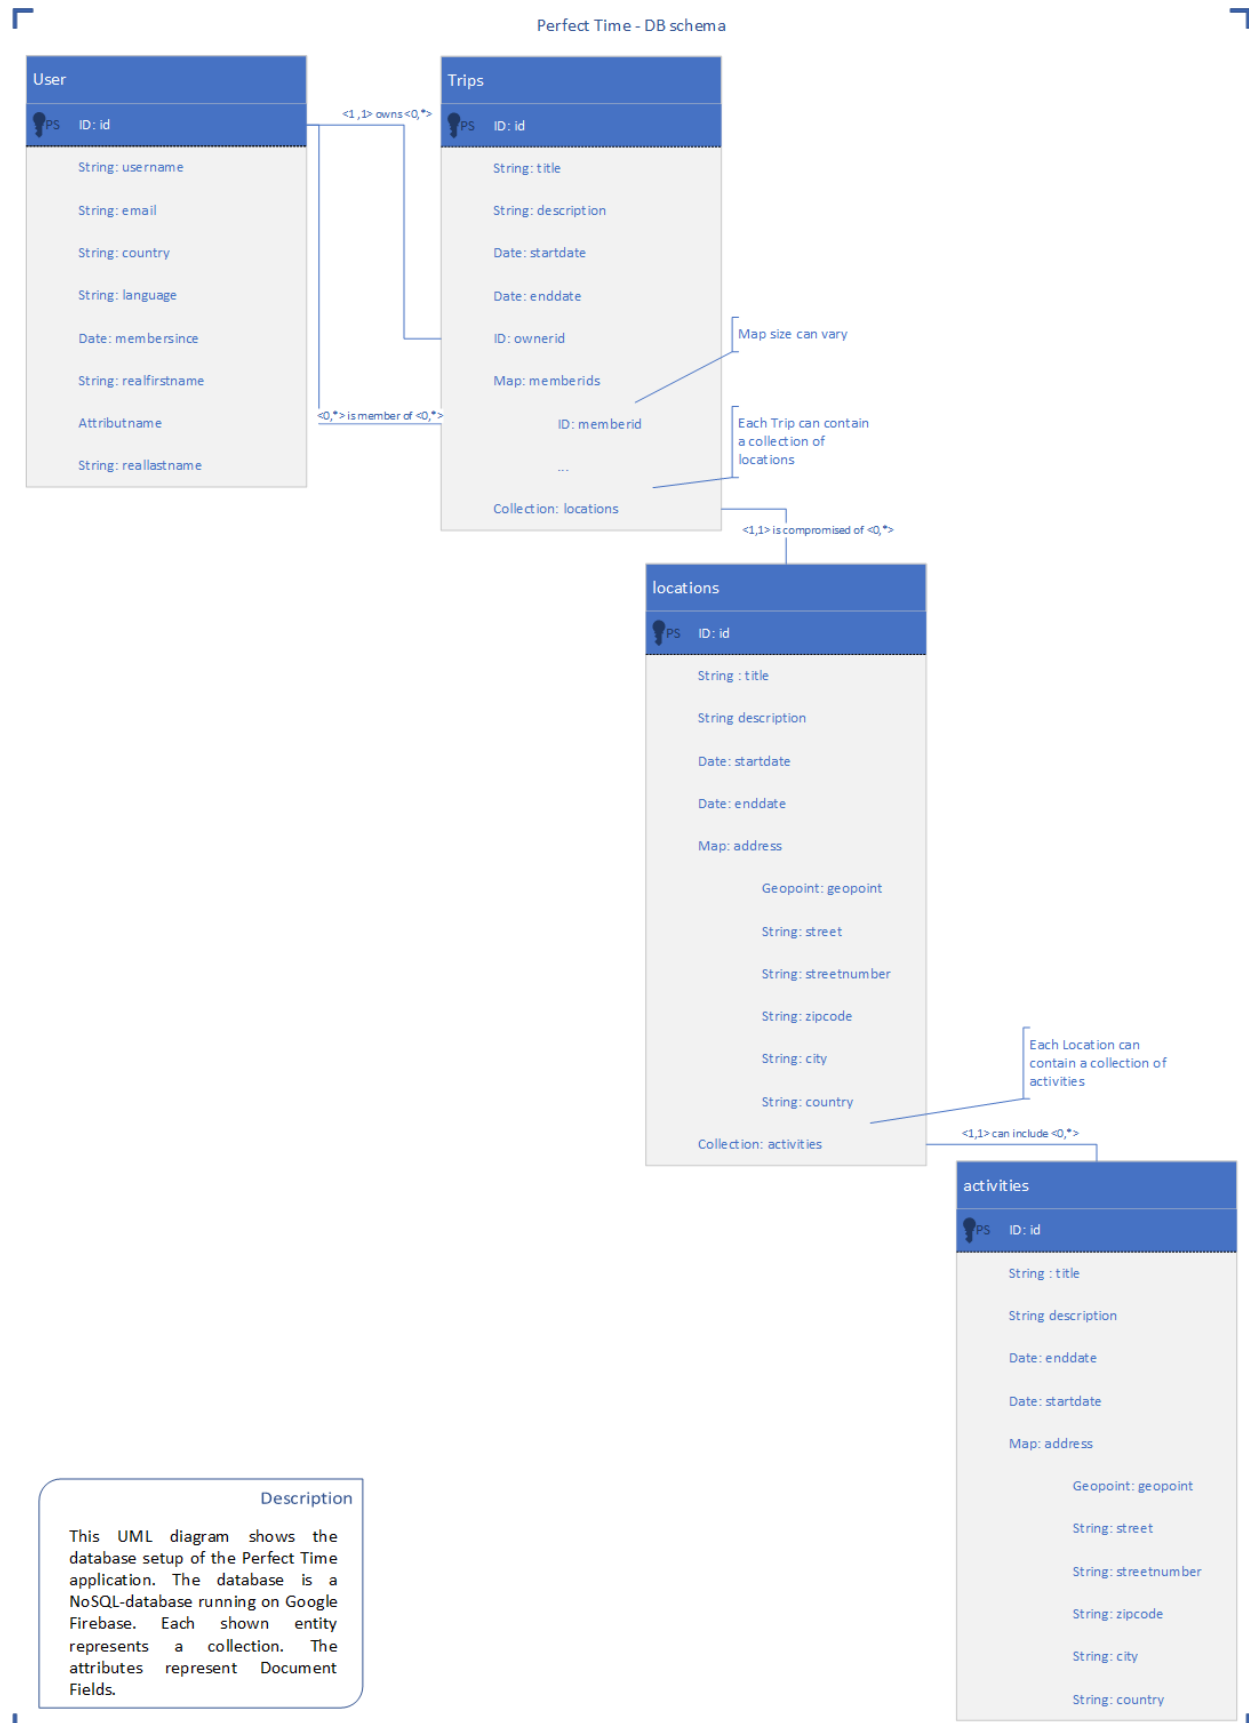 Perfect Time - DB schema
User
PS ID: id
String: username
String: email
String: country
String: language
Date: membersince
String: realfirstname
Attributname
String: reallastname
<1 ,1> owns <0,*>
<0,*> is member of <0,*>
Trips
PS ID: id
String: title
String: description
Date: startdate
Date: enddate
ID: ownerid
Map: memberids
ID: memberid
...
Collection: locations
Map size can vary
Each Trip can contain
a collection of
locations
<1,1> is compromised of <0,*>
locations
PS ID: id
String : title
String description
Date: startdate
Date: enddate
Map: address
Geopoint: geopoint
String: street
String: streetnumber
String: zipcode
String: city
String: country
Collection: activities
Each Location can
contain a collection of
activities
<1,1> can include <0,*>
activities
PS ID: id
String : title
String description
Date: enddate
Date: startdate
Map: address
Geopoint: geopoint
String: street
String: streetnumber
String: zipcode
String: city
String: country
Description
This UML diagram shows the
database setup of the Perfect Time
application. The database is a
NoSQL-database running on Google
Firebase. Each shown entity
represents a collection. The
attributes represent Document
Fields.